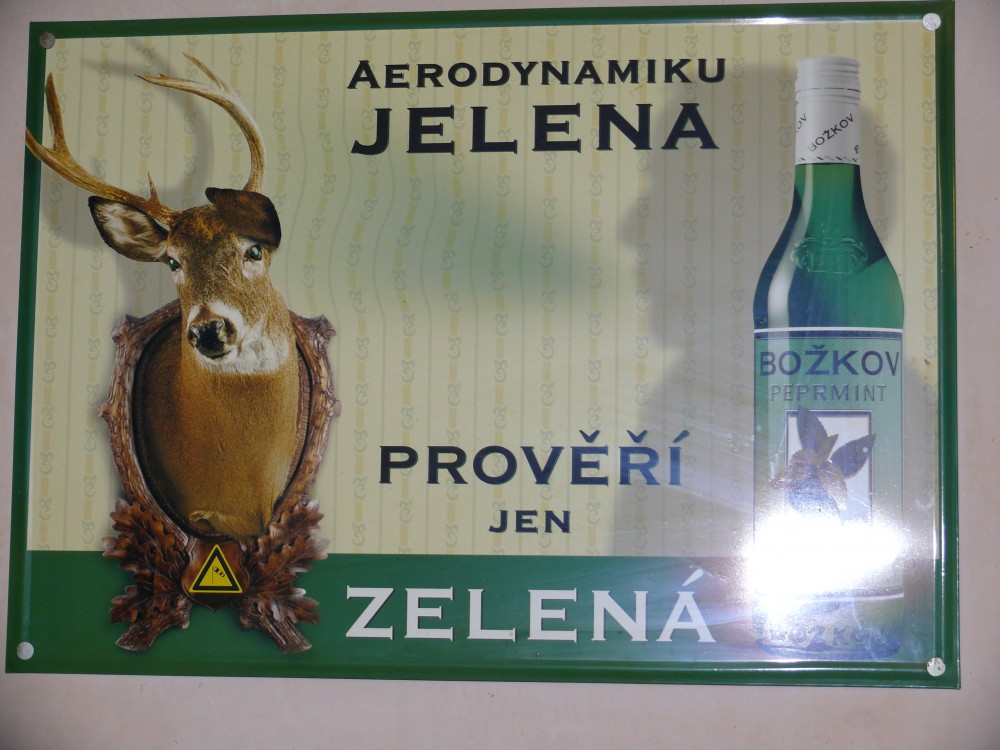 AERODYNAMIKU
JELENA
BOŽKOV
BOŽKOV
PEPRMINT
PROVĚŘÍ
JEN
ZELENÁ
BOŽKOV